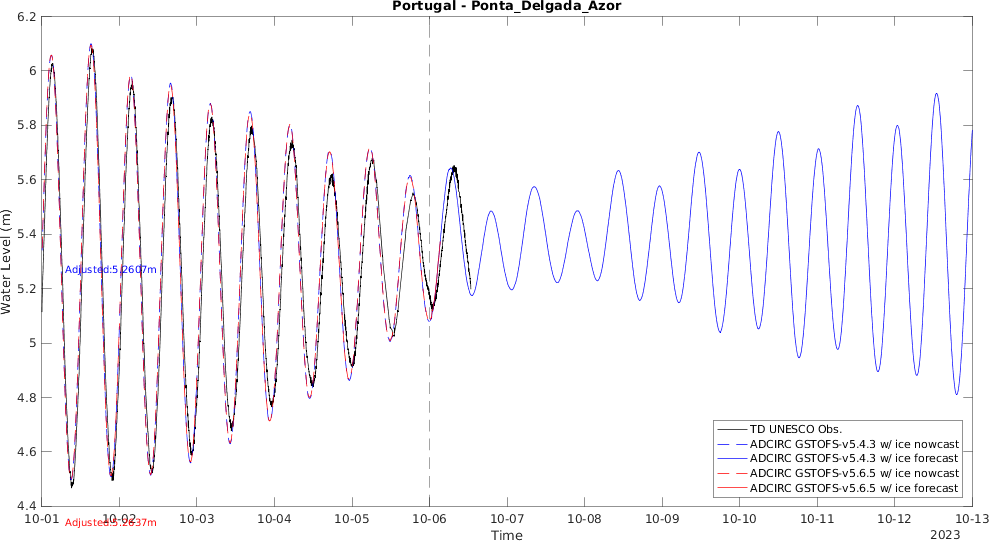 Portugal - Ponta_Delgada_Azor
6.2
6
5.8
5.6
5.4
5.2
5
4.8
4.6
4.4
Water Level (m)
Adjusted:5.2607m
Adjusted:5.2637m
TD UNESCO Obs.
ADCIRC GSTOFS-v5.4.3 w/ ice nowcast
ADCIRC GSTOFS-v5.4.3 w/ ice forecast
ADCIRC GSTOFS-v5.6.5 w/ ice nowcast
ADCIRC GSTOFS-v5.6.5 w/ ice forecast
10-01 10-02 10-03 10-04 10-05 10-06 10-07 10-08 10-09 10-10 10-11 10-12 10-13
Time
2023